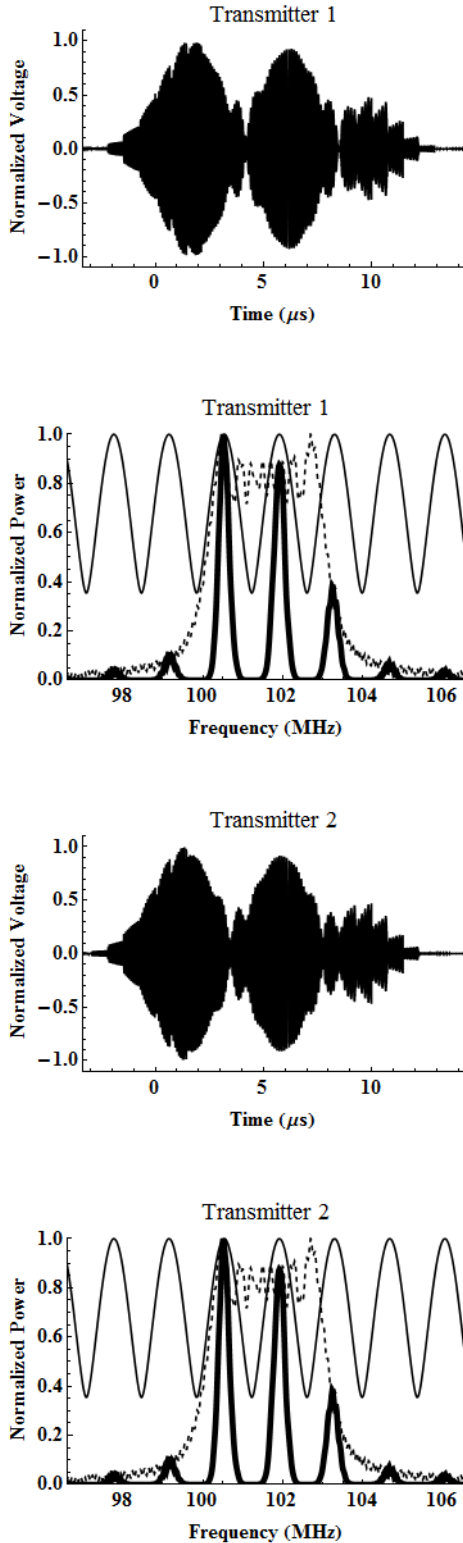 Transmitter 1
1.0
0.5
0.0
−0.5
−1.0
Normalized Voltage
0 5 10
Time (μs)
Transmitter 1
1.0
0.8
0.6
0.4
0.2
0.0
Normalized Power
98 100 102 104 106
Frequency (MHz)
Transmitter 2
1.0
0.5
0.0
−0.5
−1.0
Normalized Voltage
0 5 10
Time (μs)
Transmitter 2
1.0
0.8
0.6
0.4
0.2
0.0
Normalized Power
98 100 102 104 106
Frequency (MHz)